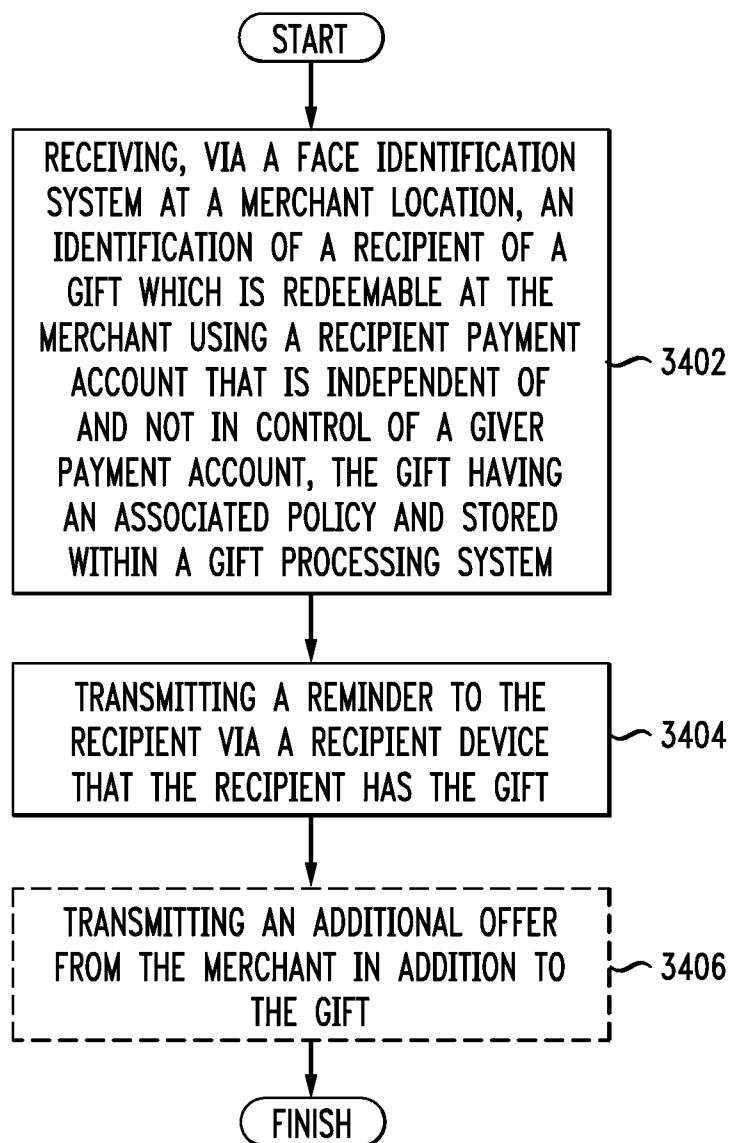 START
RECEIVING, VIA A FACE IDENTIFICATION
SYSTEM AT A MERCHANT LOCATION, AN
IDENTIFICATION OF A RECIPIENT OF A
GIFT WHICH IS REDEEMABLE AT THE
MERCHANT USING A RECIPIENT PAYMENT
ACCOUNT THAT IS INDEPENDENT OF
AND NOT IN CONTROL OF A GIVER
PAYMENT ACCOUNT, THE GIFT HAVING
AN ASSOCIATED POLICY AND STORED
WITHIN A GIFT PROCESSING SYSTEM
3402
TRANSMITTING A REMINDER TO THE
RECIPIENT VIA A RECIPIENT DEVICE
THAT THE RECIPIENT HAS THE GIFT
3404
TRANSMITTING AN ADDITIONAL OFFER
FROM THE MERCHANT IN ADDITION TO
THE GIFT
3406
FINISH